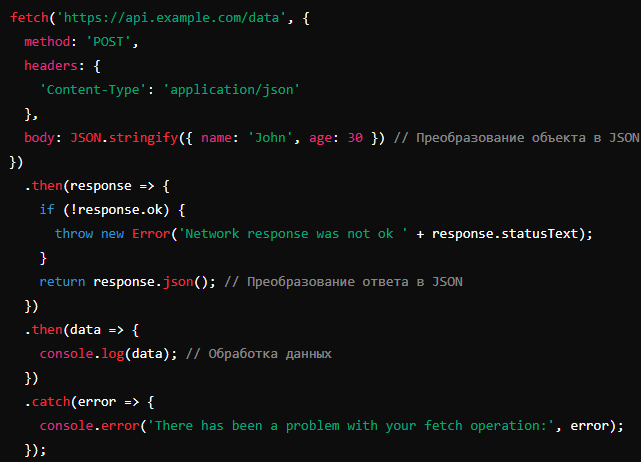 fetch('https://api.example.com/data', {
  method: 'POST',
  headers: {
    'Content-Type': 'application/json'
  },
  body: JSON.stringify({ name: 'John', age: 30 }) // Преобразование объекта в JSON
})
  .then(response => {
    if (!response.ok) {
      throw new Error('Network response was not ok ' + response.statusText);
    }
    return response.json(); // Преобразование ответа в JSON
  })
  .then(data => {
    console.log(data); // Обработка данных
  })
  .catch(error => {
    console.error('There has been a problem with your fetch operation:', error);
  });